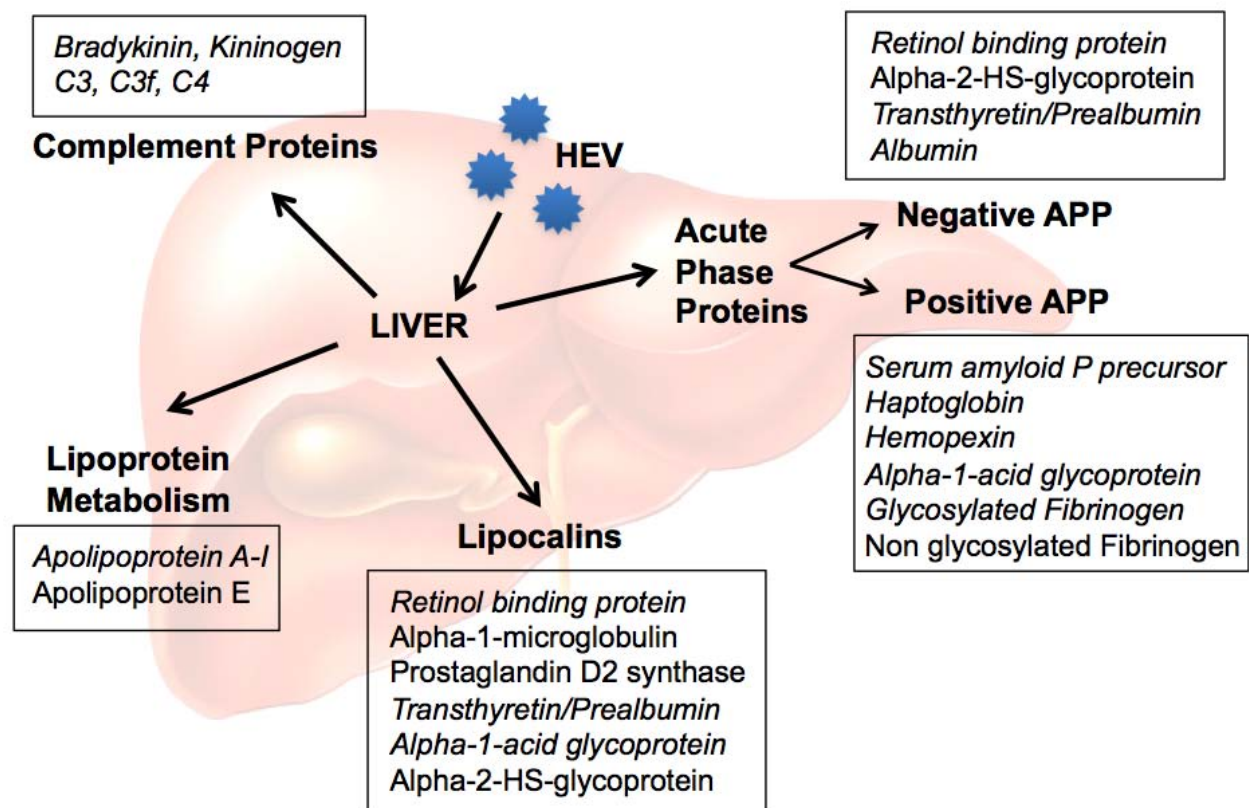 Bradykinin, Kininogen
C3, C3f, C4
Complement Proteins
HEV
Retinol binding protein
Alpha-2-HS-glycoprotein
Transthyretin/Prealbumin
Albumin
Negative APP
Acute
Phase
Proteins
Positive APP
LIVER
Serum amyloid P precursor
Haptoglobin
Hemopexin
Alpha-1-acid glycoprotein
Glycosylated Fibrinogen
Non glycosylated Fibrinogen
Lipoprotein
Metabolism
Apolipoprotein A-I
Apolipoprotein E
Lipocalins
Retinol binding protein
Alpha-1-microglobulin
Prostaglandin D2 synthase
Transthyretin/Prealbumin
Alpha-1-acid glycoprotein
Alpha-2-HS-glycoprotein